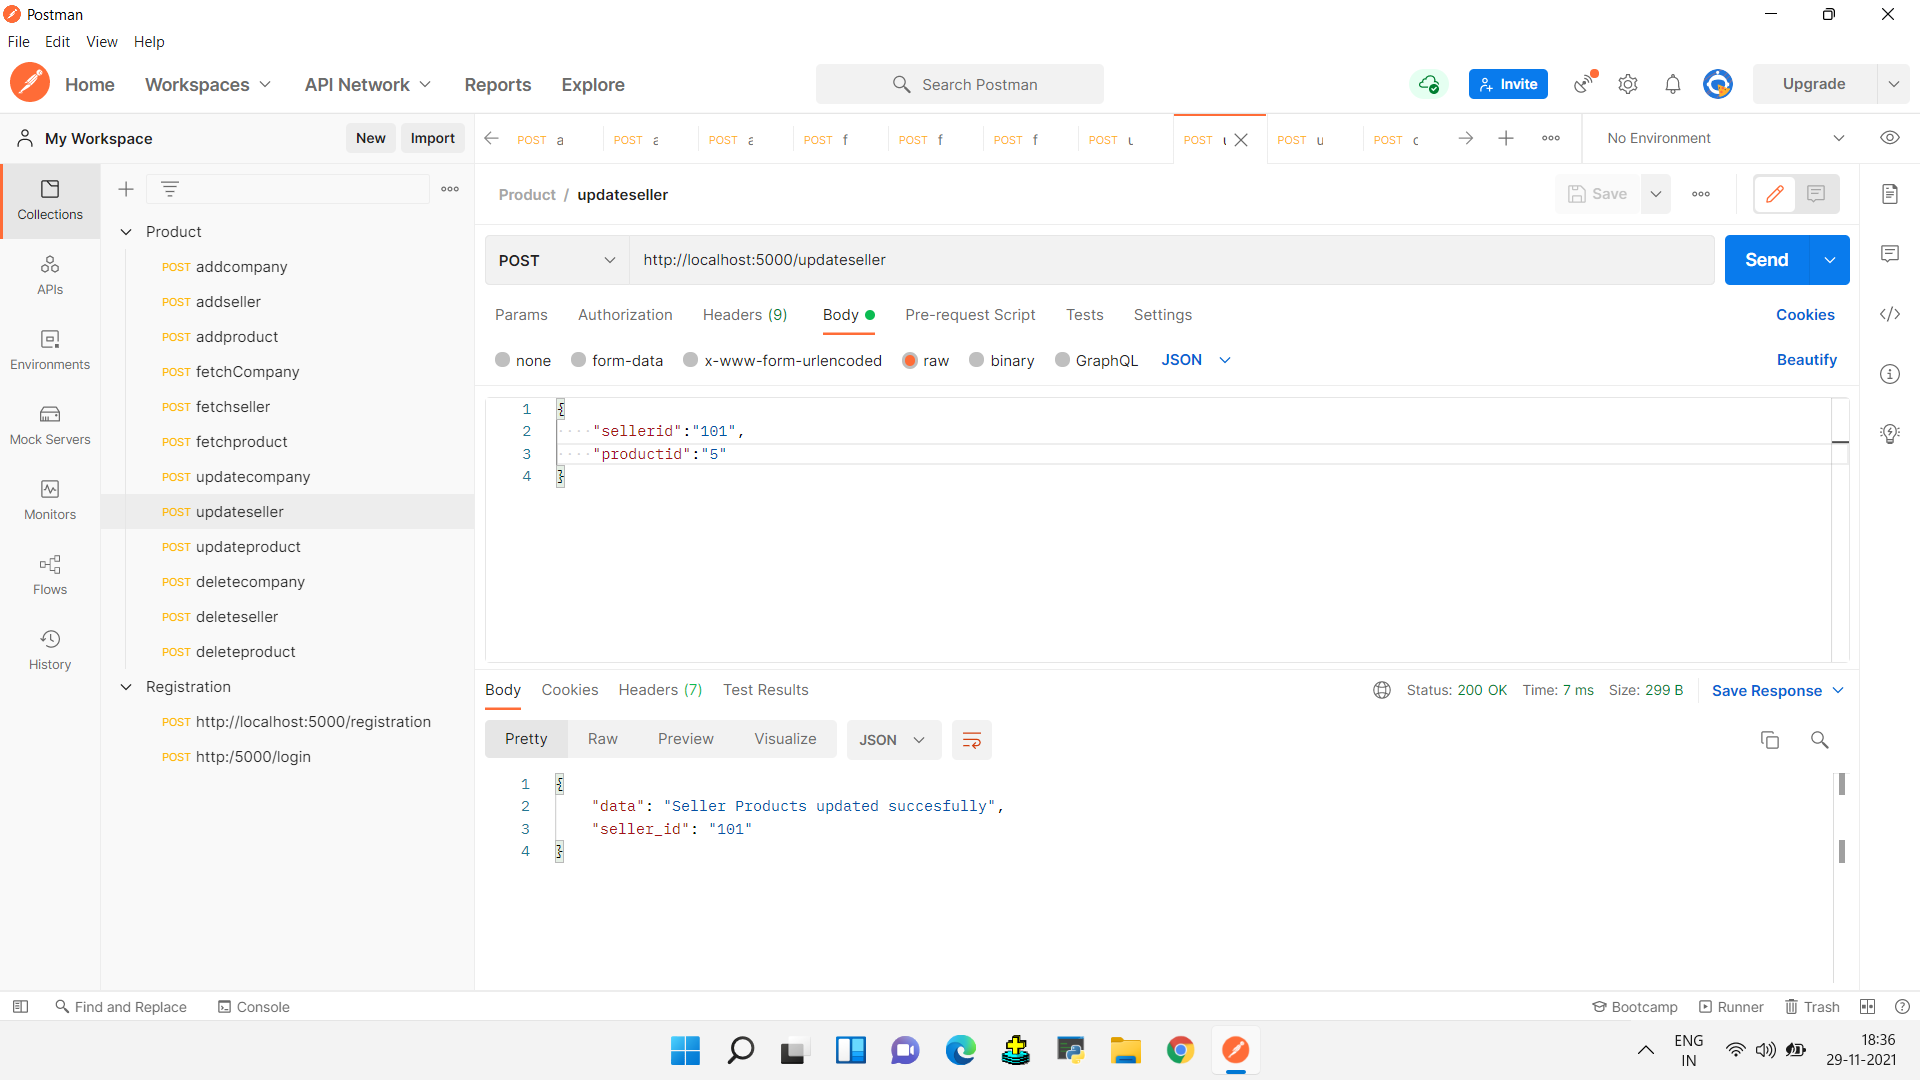 Postman
File Edit View Help
Home Workspaces API Network Reports Explore
Search Postman
Invite
Upgrade
My Workspace
New Import
POST a POST a POST a POST f POST f POST f POST u POST u POST u POST c
No Environment
Collections
APIs
Environments
Mock Servers
Monitors
Flows
History
Product
POST addcompany
POST addseller
POST addproduct
POST fetchCompany
POST fetchseller
POST fetchproduct
POST updatecompany
POST updateseller
POST updateproduct
POST deletecompany
POST deleteseller
POST deleteproduct
Registration
POST http://localhost:5000/registration
POST http:/5000/login
Product / updateseller
Save
POST http://localhost:5000/updateseller
Send
Params Authorization Headers (9) Body Pre-request Script Tests Settings
Cookies
none form-data x-www-form-urlencoded raw binary GraphQL JSON
Beautify
1 {
2 "sellerid":"101",
3 "productid":"5"
4 }
Body Cookies Headers (7) Test Results
Status: 200 OK Time: 7 ms Size: 299 B Save Response
Pretty Raw Preview Visualize JSON
1 {
2 "data": "Seller Products updated succesfully",
3 "seller_id": "101"
4 }
Find and Replace Console
Bootcamp Runner Trash
ENG
IN
18:36
29-11-2021